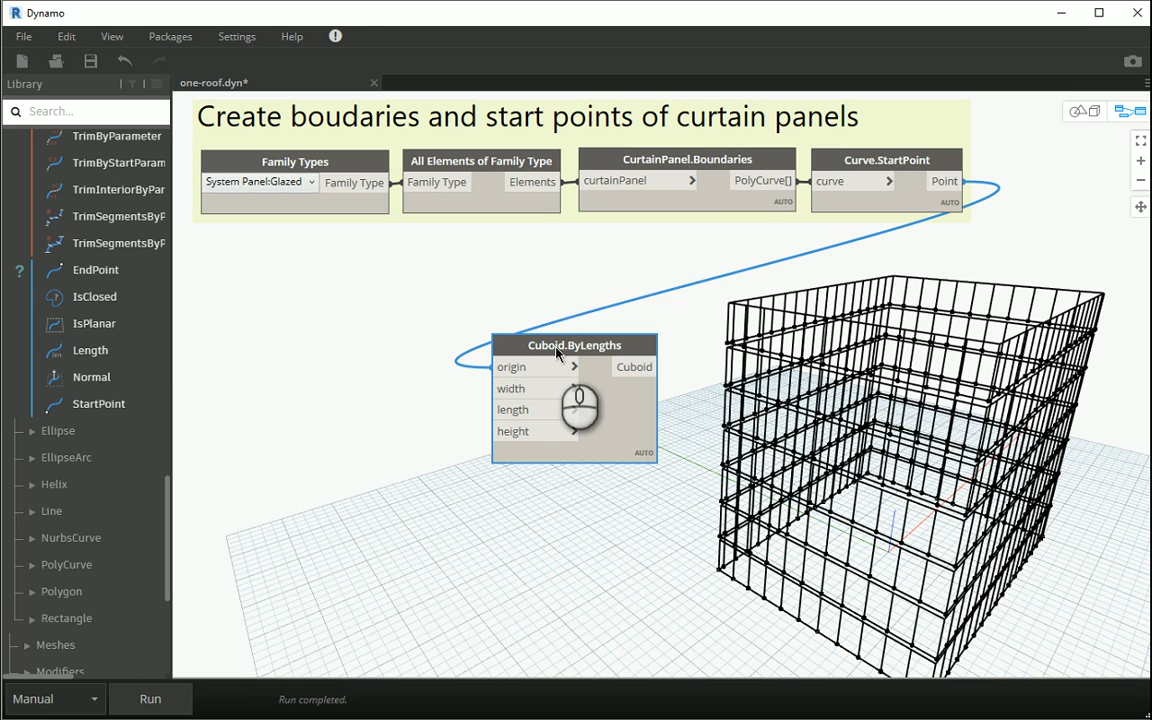 Dynamo
File Edit View Packages Settings Help
Library
one-roof.dyn*
Search...
TrimByParameter
TrimByStartParam
TrimInteriorByPar
TrimSegmentsByP
TrimSegmentsByP
EndPoint
IsClosed
IsPlanar
Length
Normal
StartPoint
Ellipse
EllipseArc
Helix
Line
NurbsCurve
PolyCurve
Polygon
Rectangle
Meshes
Modifiers
Create boudaries and start points of curtain panels
Family Types
System Panel:Glazed
Family Type
All Elements of Family Type
Family Type Elements
CurtainPanel.Boundaries
curtainPanel > PolyCurve[]
AUTO
Curve.StartPoint
curve > Point
AUTO
Cuboid.ByLengths
origin > Cuboid
width
length
height
AUTO
Manual Run Run completed.